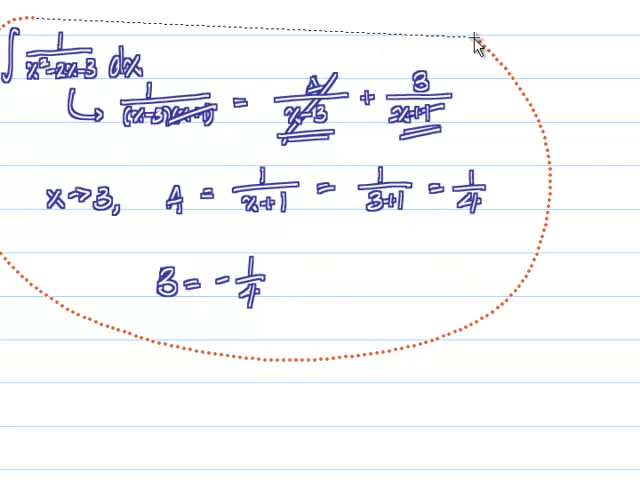 ∫ 1/(x²-2x-3) dx
1/((x-3)(x+1)) = A/(x-3) + B/(x+1)
x→3, A = 1/(x+1) = 1/(3+1) = 1/4
B = -1/4